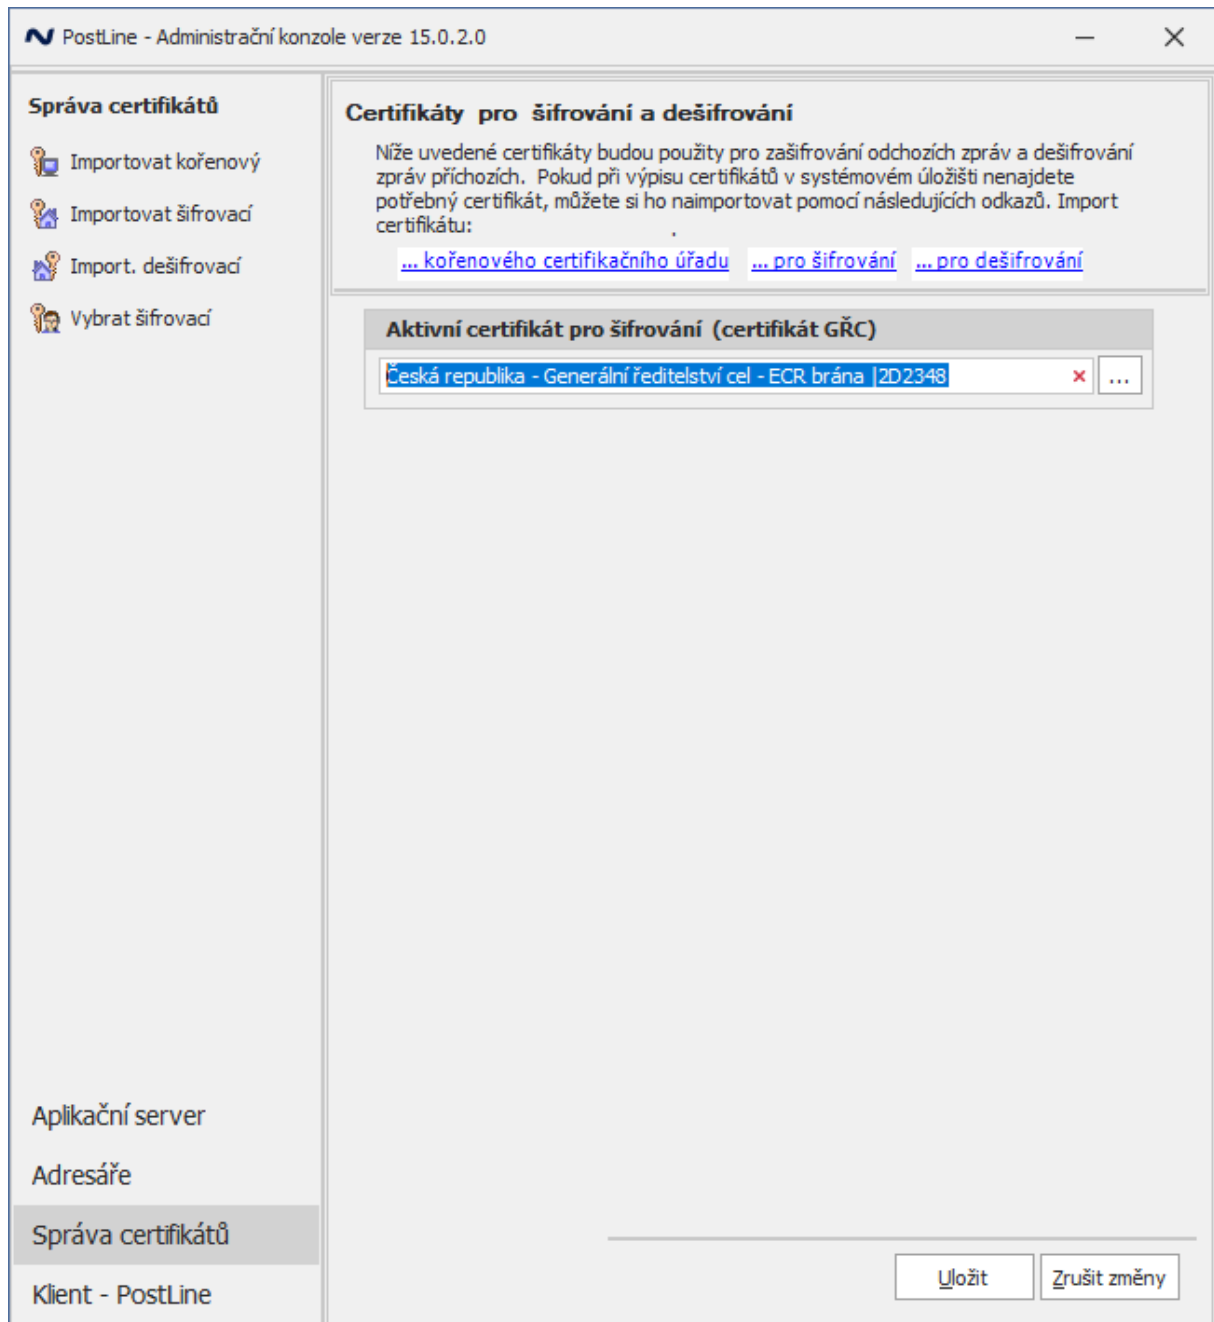 PostLine - Administrační konzole verze 15.0.2.0
Správa certifikátů
Importovat kořenový
Importovat šifrovací
Import. dešifrovací
Vybrat šifrovací
Certifikáty pro šifrování a dešifrování
Níže uvedené certifikáty budou použity pro zašifrování odchozích zpráv a dešifrování
zpráv příchozích. Pokud při výpisu certifikátů v systémovém úložišti nenajdete
potřebný certifikát, můžete si ho naimportovat pomocí následujících odkazů. Import
certifikátu:
... kořenového certifikačního úřadu ... pro šifrování ... pro dešifrování
Aktivní certifikát pro šifrování (certifikát GŘC)
Česká republika - Generální ředitelství cel - ECR brána |2D2348
...
Aplikační server
Adresáře
Správa certifikátů
Klient - PostLine
Uložit Zrušit změny